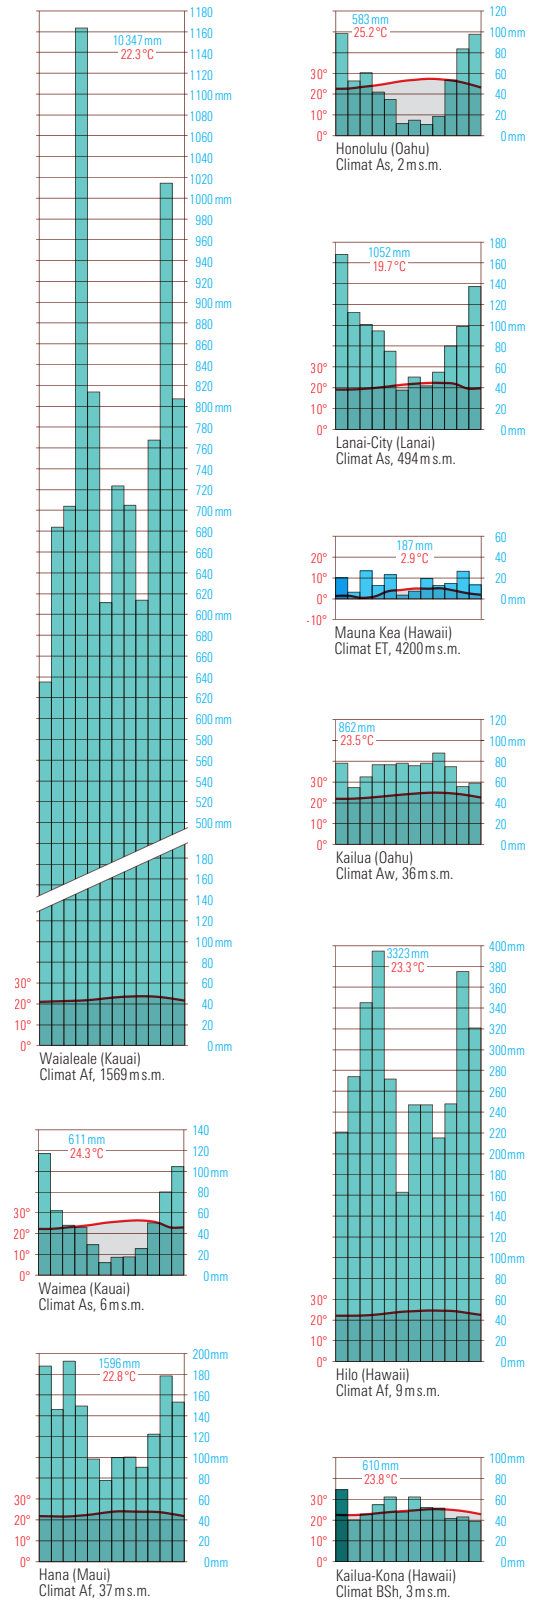 1180
1160
1140
1120
1100 mm
1080
1060
1040
1020
1000 mm
980
960
940
920
900 mm
880
860
840
820
800 mm
780
760
740
720
700 mm
680
660
640
620
600 mm
580
660
640
620
600 mm
580
560
540
520
500 mm
180
160
140
120
100 mm
80
60
40
20
0 mm
10 347 mm
22.3 °C
30°
20°
10°
0°
Waialeale (Kauai)
Climat Af, 1569 m s.m.
140
120
100 mm
80
60
40
20
0 mm
611 mm
24.3 °C
30°
20°
10°
0°
Waimea (Kauai)
Climat As, 6 m s.m.
200 mm
180
160
140
120
100 mm
80
60
40
20
0 mm
1596 mm
22.8 °C
30°
20°
10°
0°
Hana (Maui)
Climat Af, 37 m s.m.
120
100 mm
80
60
40
20
0 mm
583 mm
25.2 °C
30°
20°
10°
0°
Honolulu (Oahu)
Climat As, 2 m s.m.
180
160
140
120
100 mm
80
60
40
20
0 mm
1052 mm
19.7 °C
30°
20°
10°
0°
Lanai-City (Lanai)
Climat As, 494 m s.m.
60
40
20
0 mm
187 mm
2.9 °C
20°
10°
0°
-10°
Mauna Kea (Hawaii)
Climat ET, 4200 m s.m.
120
100 mm
80
60
40
20
0 mm
862 mm
23.5 °C
30°
20°
10°
0°
Kailua (Oahu)
Climat Aw, 36 m s.m.
400 mm
380
360
340
320
300 mm
280
260
240
220
200 mm
180
160
140
120
100 mm
80
60
40
20
0 mm
3323 mm
23.3 °C
30°
20°
10°
0°
Hilo (Hawaii)
Climat Af, 9 m s.m.
100 mm
80
60
40
20
0 mm
610 mm
23.8 °C
30°
20°
10°
0°
Kailua-Kona (Hawaii)
Climat BSh, 3 m s.m.